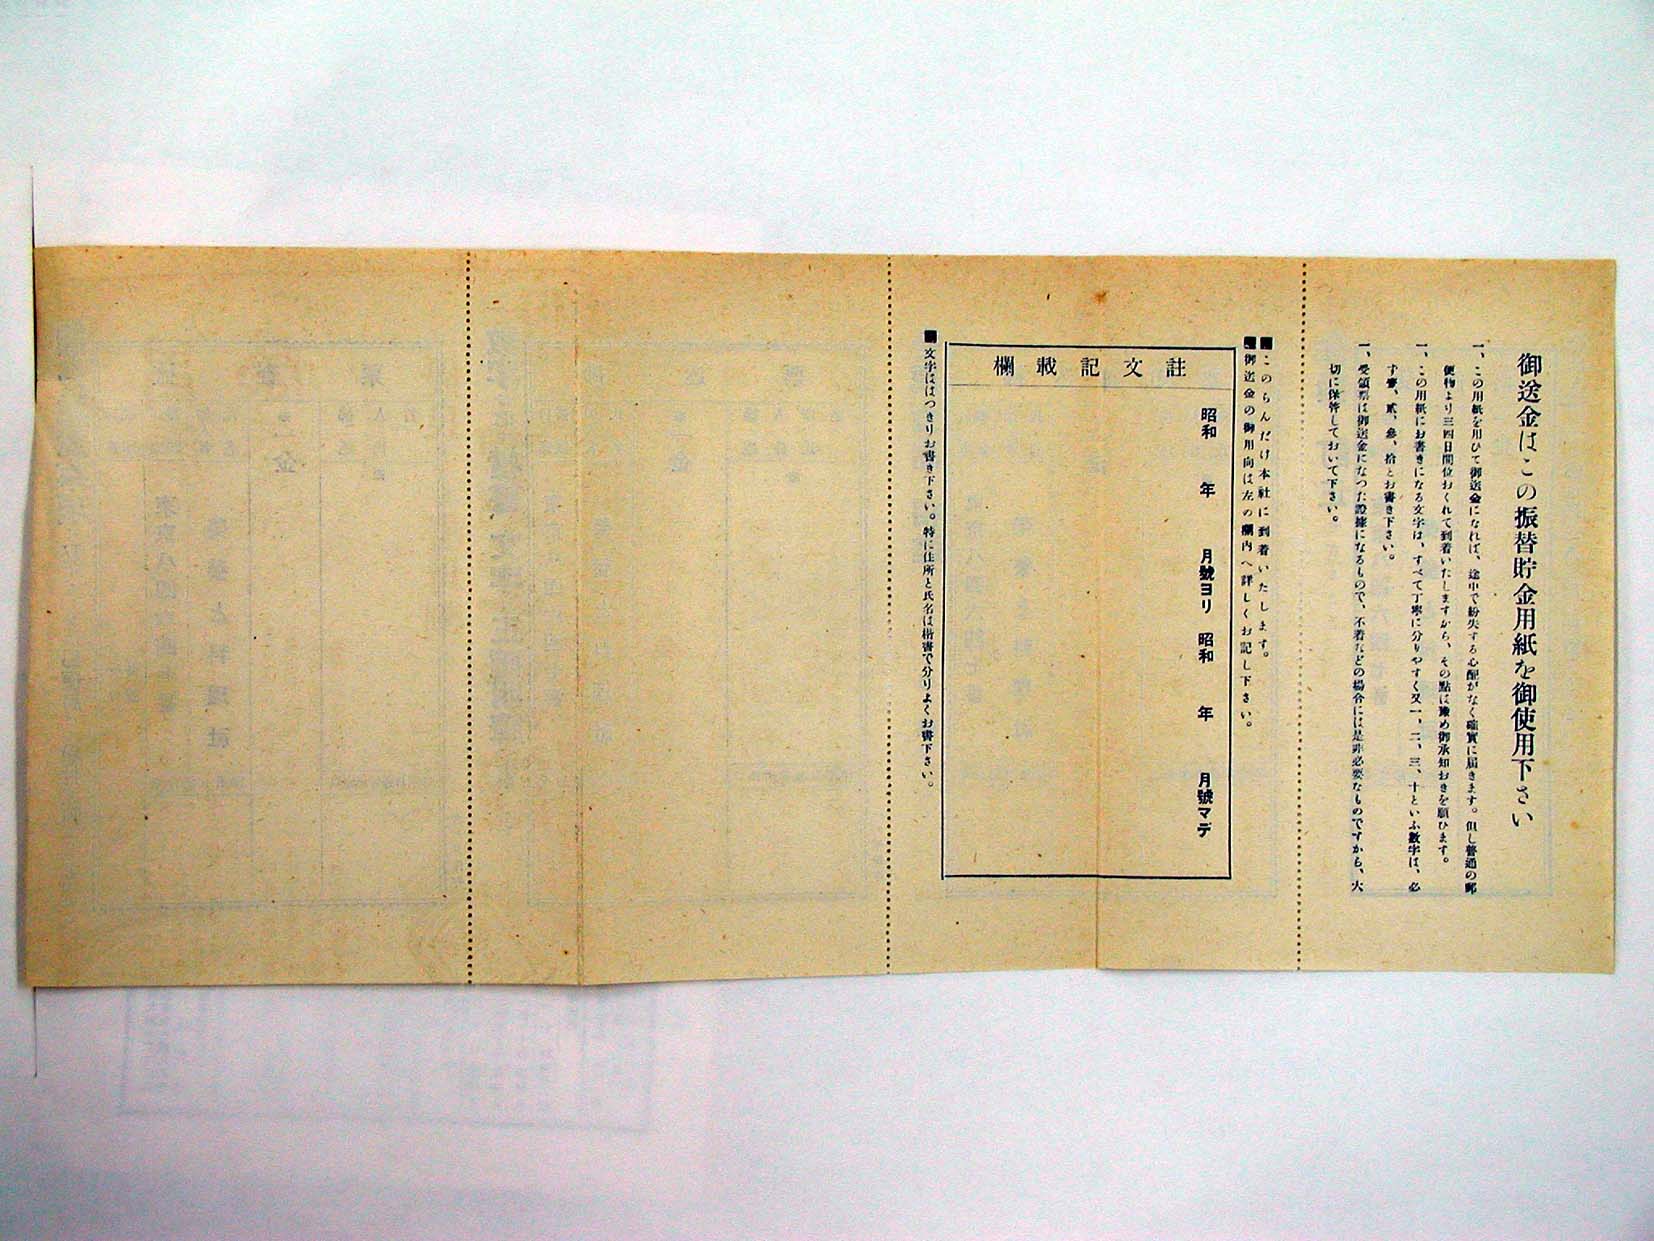 御送金はこの振替貯金用紙を御使用下さい
一、この用紙を用ひて御送金になれば、途中で紛失する心配がなく確實に届きます。但し普通の郵
便物より三四日間位おくれて到着いたしますから、その點は豫め御承知おきを願ひます。
一、この用紙にお書きになる文字は、すべて丁寧に分りやすく又一、二、三、十といふ數字は、必
ず壹、貳、參、拾とお書き下さい。
一、受領票は御送金になつた證據になるもので、不着などの場合には是非必要なものですから、大
切に保管しておいて下さい。
■このらんだけ本社に到着いたします。
■御送金の御用向は左の欄内へ詳しくお記し下さい。
註文記載欄
昭和 年 月號ヨリ 昭和 年 月號マデ
■文字ははつきりお書き下さい。特に住所と氏名は楷書で分りよくお書下さい。